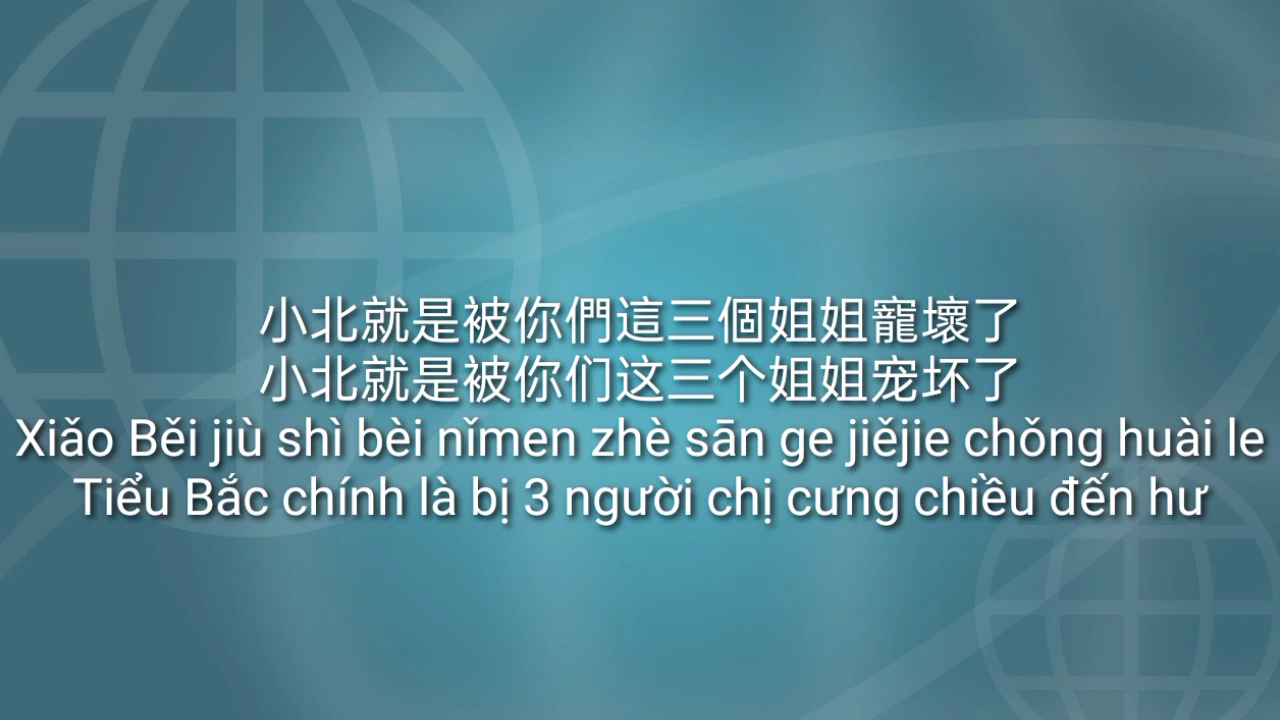 小北就是被你們這三個姐姐寵壞了
小北就是被你们这三个姐姐宠坏了
Xiǎo Běi jiù shì bèi nǐmen zhè sān ge jiějie chǒng huài le
Tiểu Bắc chính là bị 3 người chị cưng chiều đến hư